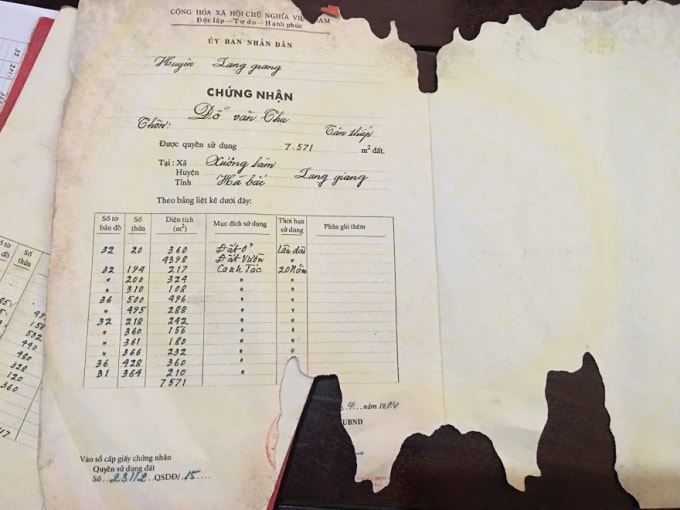 CỘNG HÒA XÃ HỘI CHỦ NGHĨA VIỆT NAM
Độc lập – Tự do – Hạnh phúc
ỦY BAN NHÂN DÂN
Huyện Lạng giang
CHỨNG NHẬN
Đỗ văn Thu
Thôn: Tân tháp
Được quyền sử dụng 7.571 m² đất.
Tại : Xã Xương lâm
Huyện Lạng giang
Tỉnh Hà bắc
Theo bảng liệt kê dưới đây:
Số tờ bản đồ Số thửa Diện tích (m²) Mục đích sử dụng Thời hạn sử dụng Phần ghi thêm
32 20 360 Đất ở Lâu dài
4398 Đất Vườn "
32 194 217 Canh Tác 20 Năm
" 200 324 " "
" 310 108 " "
36 500 496 " "
" 495 288 " "
32 218 242 " "
" 360 156 " "
" 361 180 " "
" 366 232 " "
36 428 360 " "
31 364 210 " "
7571
4 năm 1994
UBND
Vào sổ cấp giấy chứng nhận
Quyền sử dụng đất
Số 23112 QSDĐ/ 15